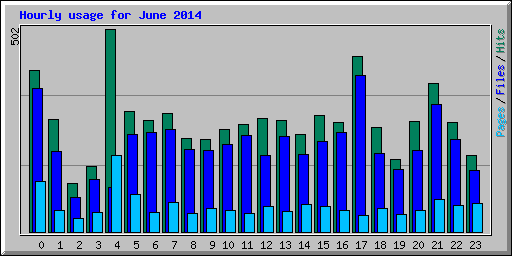 Hourly usage for June 2014
502
Pages / Files / Hits
0 1 2 3 4 5 6 7 8 9 10 11 12 13 14 15 16 17 18 19 20 21 22 23